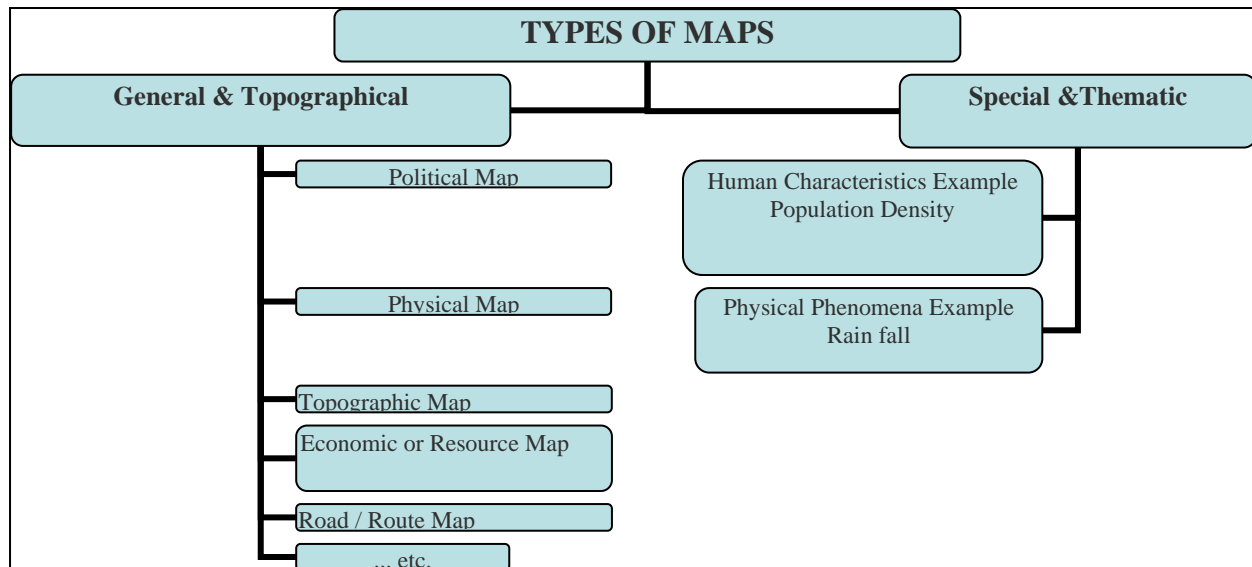 TYPES OF MAPS
General & Topographical
Political Map
Physical Map
Topographic Map
Economic or Resource Map
Road / Route Map
... etc.
Special &Thematic
Human Characteristics Example
Population Density
Physical Phenomena Example
Rain fall